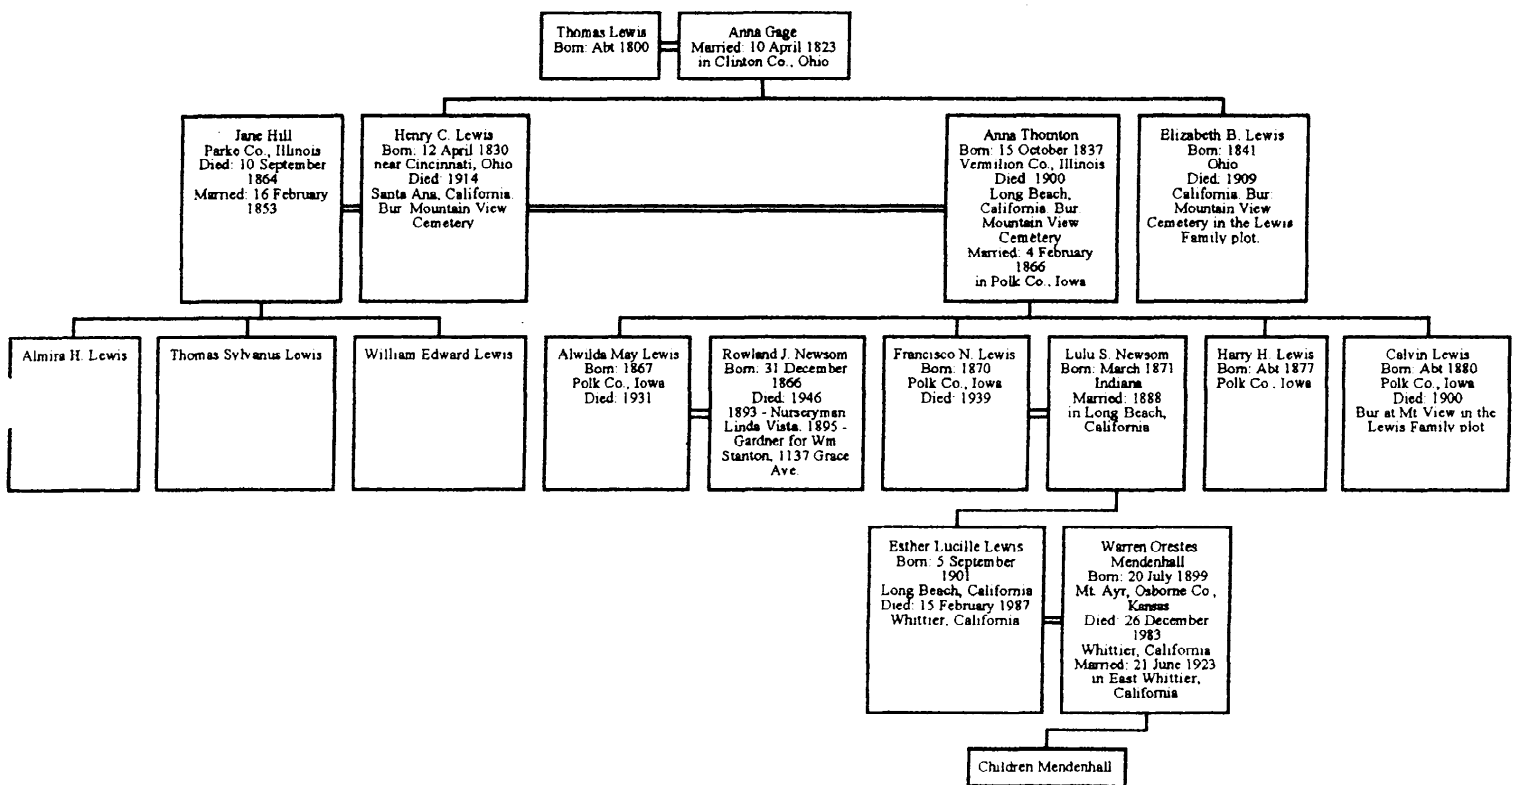 Thomas Lewis
Born: Abt 1800
Anna Gage
Married: 10 April 1823
in Clinton Co., Ohio
Jane Hill
Parke Co., Illinois
Died: 10 September
1864
Married: 16 February
1853
Henry C. Lewis
Born: 12 April 1830
near Cincinnati, Ohio
Died: 1914
Santa Ana, California.
Bur. Mountain View
Cemetery
Anna Thornton
Born: 15 October 1837
Vermilion Co., Illinois
Died: 1900
Long Beach,
California. Bur.
Mountain View
Cemetery
Married: 4 February
1866
in Polk Co., Iowa
Elizabeth B. Lewis
Born: 1841
Ohio
Died: 1909
California. Bur.
Mountain View
Cemetery in the Lewis
Family plot.
Almira H. Lewis
Thomas Sylvanus Lewis
William Edward Lewis
Alwilda May Lewis
Born: 1867
Polk Co., Iowa
Died: 1931
Rowland J. Newsom
Born: 31 December
1866
Died: 1946
1893 - Nurseryman
Linda Vista. 1895 -
Gardner for Wm
Stanton, 1137 Grace
Ave.
Francisco N. Lewis
Born: 1870
Polk Co., Iowa
Died: 1939
Lulu S. Newsom
Born: March 1871
Indiana
Married: 1888
in Long Beach,
California
Harry H. Lewis
Born: Abt 1877
Polk Co., Iowa
Calvin Lewis
Born: Abt 1880
Polk Co., Iowa
Died: 1900
Bur at Mt View in the
Lewis Family plot
Esther Lucille Lewis
Born: 5 September
1901
Long Beach, California
Died: 15 February 1987
Whittier, California
Warren Orestes
Mendenhall
Born: 20 July 1899
Mt. Ayr, Osborne Co.,
Kansas
Died: 26 December
1983
Whittier, California
Married: 21 June 1923
in East Whittier,
California
Children Mendenhall